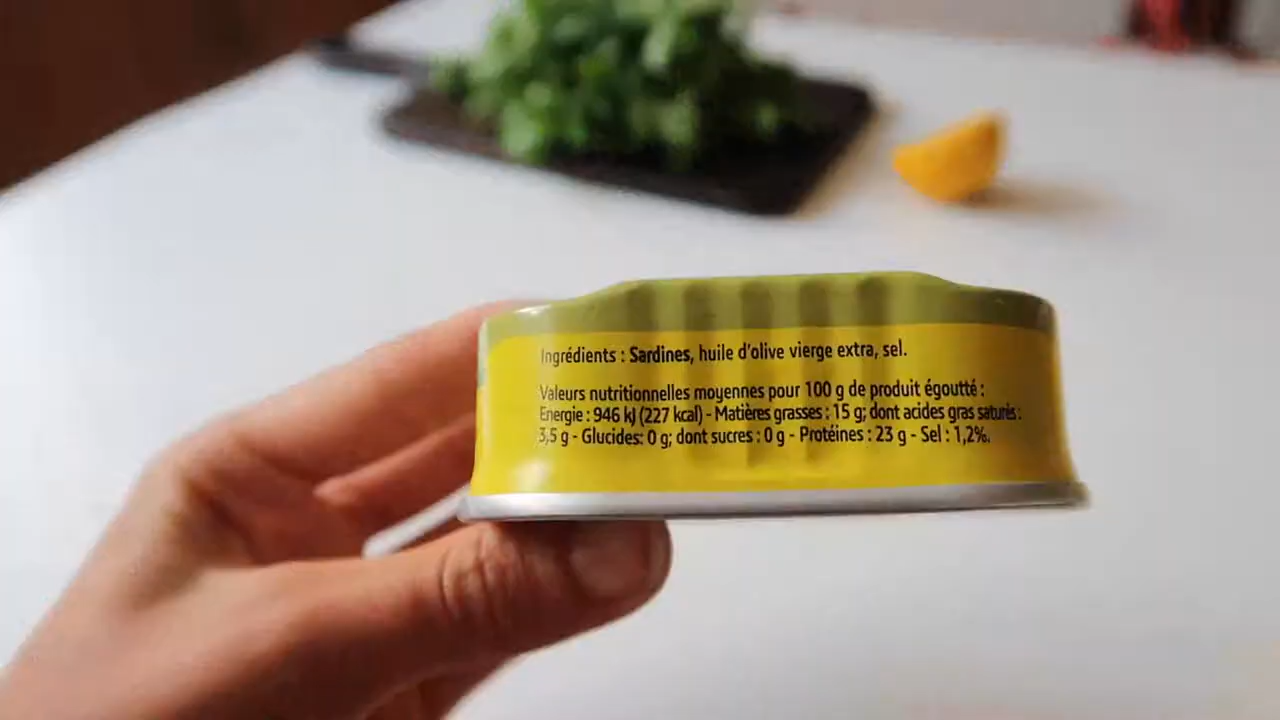 Ingrédients : Sardines, huile d'olive vierge extra, sel.
Valeurs nutritionnelles moyennes pour 100 g de produit égoutté :
Energie : 946 kJ (227 kcal) - Matières grasses : 15 g; dont acides gras saturés :
3,5 g - Glucides: 0 g; dont sucres : 0 g - Protéines : 23 g - Sel : 1,2%.